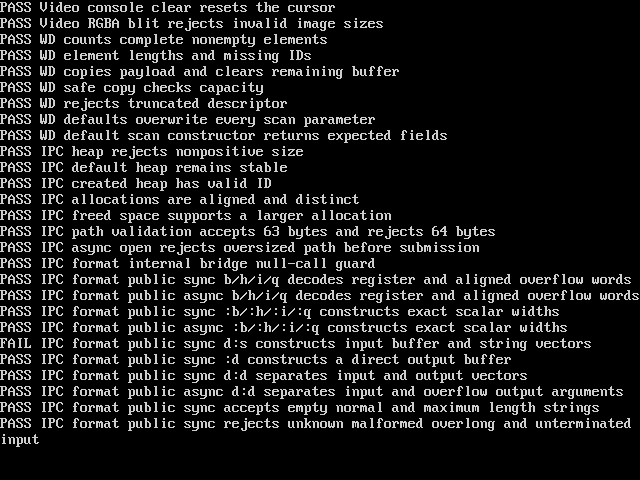 PASS Video console clear resets the cursor
PASS Video RGBA blit rejects invalid image sizes
PASS WD counts complete nonempty elements
PASS WD element lengths and missing IDs
PASS WD copies payload and clears remaining buffer
PASS WD safe copy checks capacity
PASS WD rejects truncated descriptor
PASS WD defaults overwrite every scan parameter
PASS WD default scan constructor returns expected fields
PASS IPC heap rejects nonpositive size
PASS IPC default heap remains stable
PASS IPC created heap has valid ID
PASS IPC allocations are aligned and distinct
PASS IPC freed space supports a larger allocation
PASS IPC path validation accepts 63 bytes and rejects 64 bytes
PASS IPC async open rejects oversized path before submission
PASS IPC format internal bridge null-call guard
PASS IPC format public sync b/h/i/q decodes register and aligned overflow words
PASS IPC format public async b/h/i/q decodes register and aligned overflow words
PASS IPC format public sync :b/:h/:i/:q constructs exact scalar widths
PASS IPC format public async :b/:h/:i/:q constructs exact scalar widths
FAIL IPC format public sync d:s constructs input buffer and string vectors
PASS IPC format public sync :d constructs a direct output buffer
PASS IPC format public sync d:d separates input and output vectors
PASS IPC format public async d:d separates input and overflow output arguments
PASS IPC format public sync accepts empty normal and maximum length strings
PASS IPC format public sync rejects unknown malformed overlong and unterminated
input